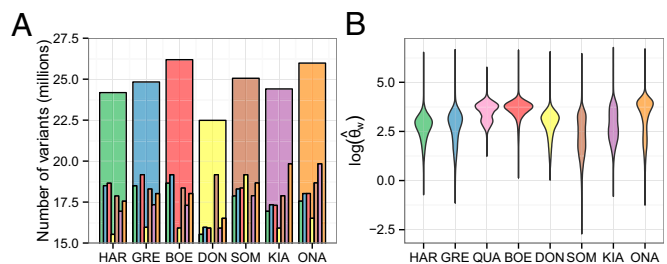 A
Number of variants (millions)
27.5
25.0
22.5
20.0
17.5
15.0
HAR GRE BOE DON SOM KIA ONA
B
log(θ̂w)
5.0
2.5
0.0
−2.5
HAR GRE QUA BOE DON SOM KIA ONA